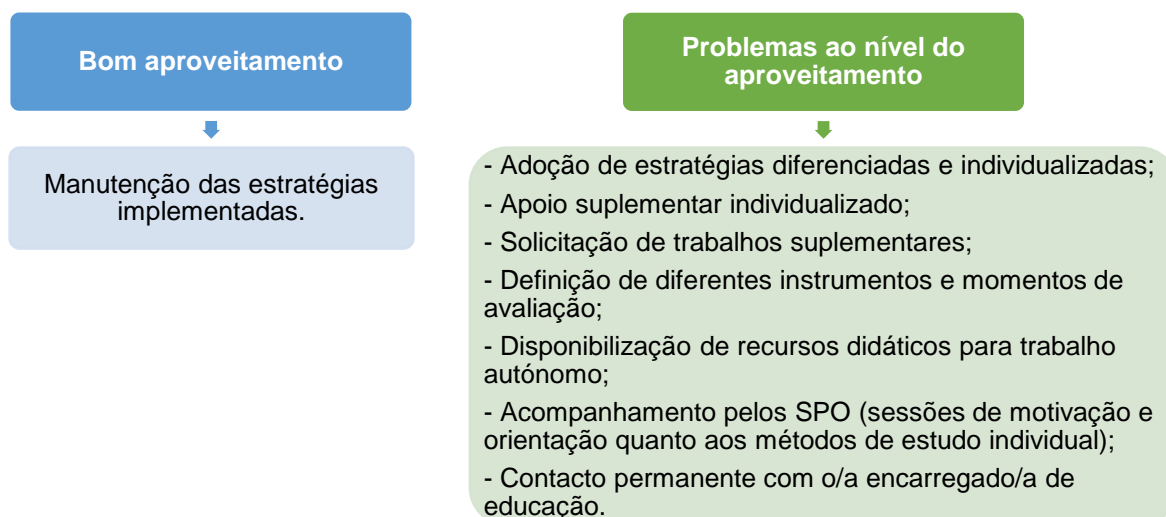 Bom aproveitamento
Manutenção das estratégias
implementadas.
Problemas ao nível do
aproveitamento
- Adoção de estratégias diferenciadas e individualizadas;
- Apoio suplementar individualizado;
- Solicitação de trabalhos suplementares;
- Definição de diferentes instrumentos e momentos de
avaliação;
- Disponibilização de recursos didáticos para trabalho
autónomo;
- Acompanhamento pelos SPO (sessões de motivação e
orientação quanto aos métodos de estudo individual);
- Contacto permanente com o/a encarregado/a de
educação.